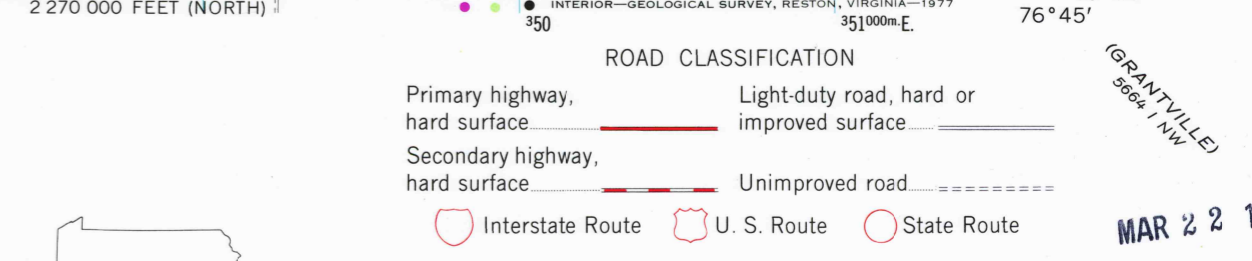 2 270 000 FEET (NORTH)
INTERIOR—GEOLOGICAL SURVEY, RESTON, VIRGINIA—1977
350
351000m.E.
76°45′
(GRANTVILLE)
5664 I NW
ROAD CLASSIFICATION
Primary highway,
hard surface
Light-duty road, hard or
improved surface
Secondary highway,
hard surface
Unimproved road
Interstate Route
U. S. Route
State Route
MAR 2 2 1